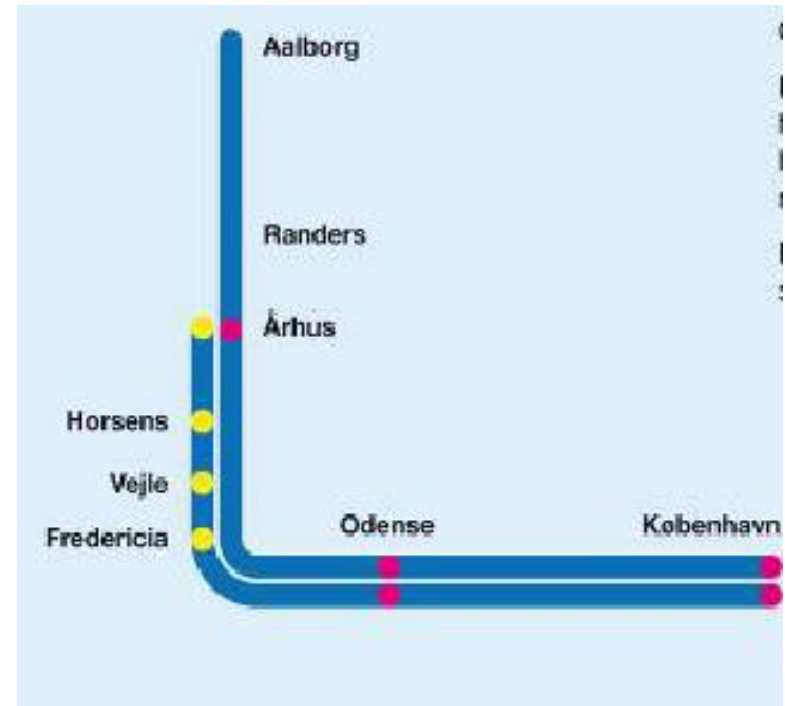 Aalborg
Randers
Århus
Horsens
Vejle
Fredericia
Odense
København